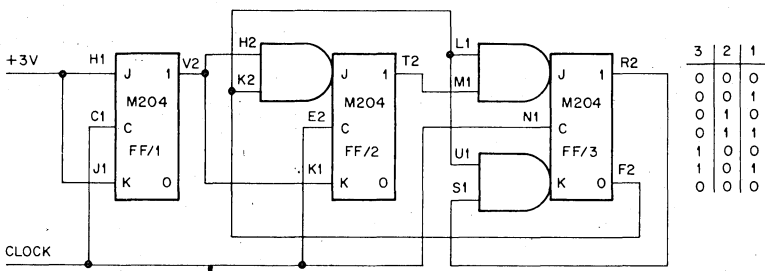 +3V
H1
J
1
V2
M204
C1
C
FF/1
J1
K
0
CLOCK
H2
K2
J
1
T2
M204
E2
C
FF/2
K1
K
0
L1
M1
J
1
R2
M204
N1
C
U1
FF/3
S1
K
0
F2
3 2 1
0 0 0
0 0 1
0 1 0
0 1 1
1 0 0
1 0 1
0 0 0